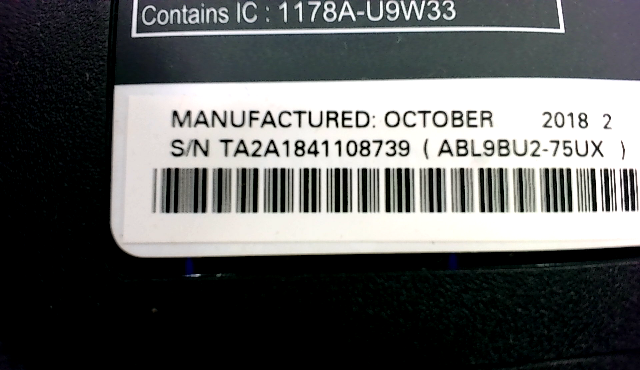 Contains IC : 1178A-U9W33
MANUFACTURED: OCTOBER 2018 2
S/N TA2A1841108739 ( ABL9BU2-75UX )